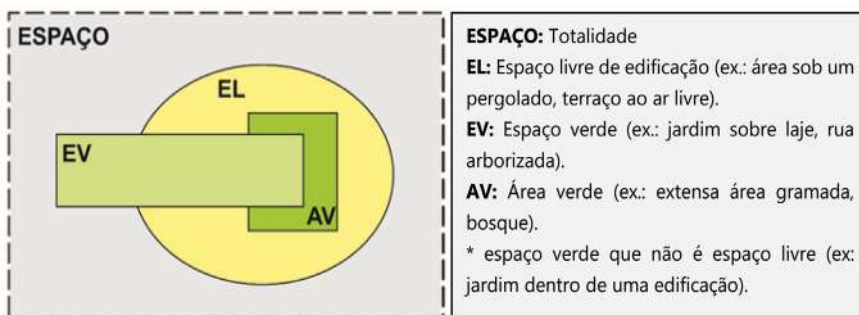 ESPAÇO
EL
EV
AV
ESPAÇO: Totalidade
EL: Espaço livre de edificação (ex.: área sob um
pergolado, terraço ao ar livre).
EV: Espaço verde (ex.: jardim sobre laje, rua
arborizada).
AV: Área verde (ex.: extensa área gramada,
bosque).
* espaço verde que não é espaço livre (ex:
jardim dentro de uma edificação).